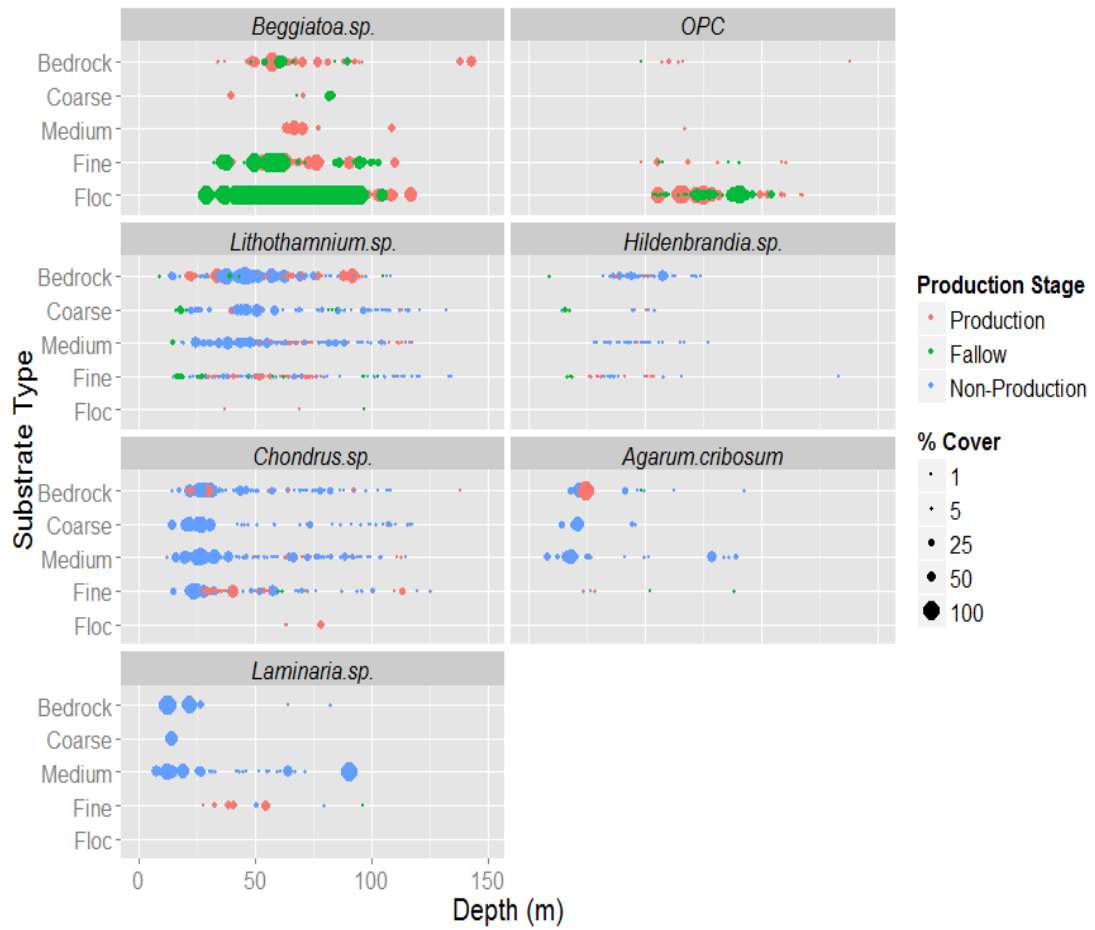 Beggiatoa.sp.
OPC
Bedrock
Coarse
Medium
Fine
Floc
Lithothamnium.sp.
Hildenbrandia.sp.
Bedrock
Coarse
Medium
Fine
Floc
Chondrus.sp.
Agarum.cribosum
Bedrock
Coarse
Medium
Fine
Floc
Laminaria.sp.
Bedrock
Coarse
Medium
Fine
Floc
0 50 100 150
Depth (m)
Substrate Type
Production Stage
Production
Fallow
Non-Production
% Cover
1
5
25
50
100